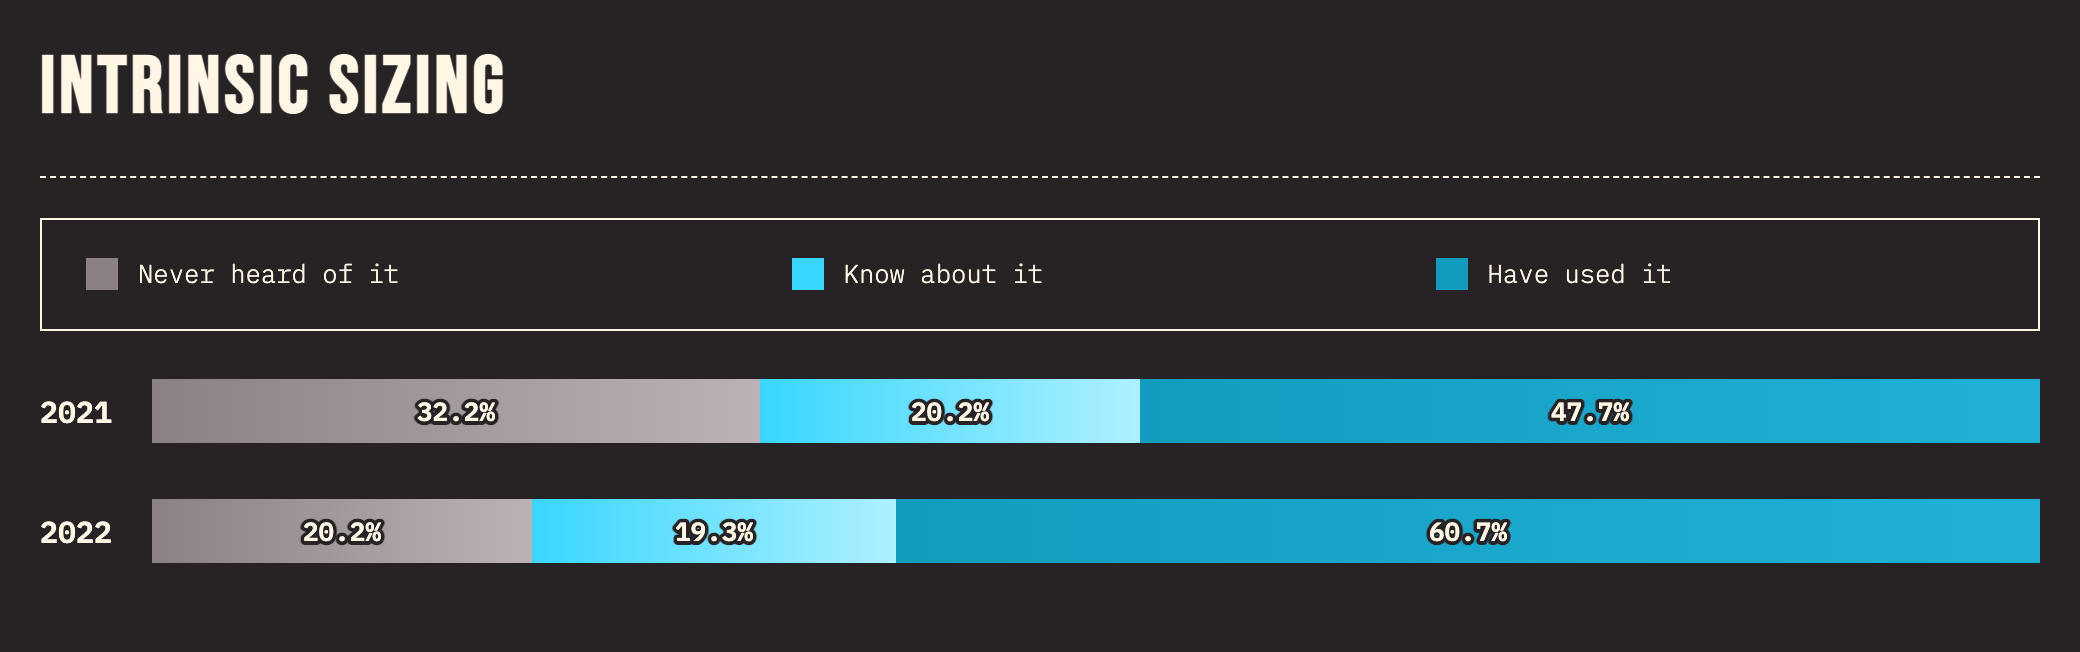 INTRINSIC SIZING
Never heard of it Know about it Have used it
2021 32.2% 20.2% 47.7%
2022 20.2% 19.3% 60.7%